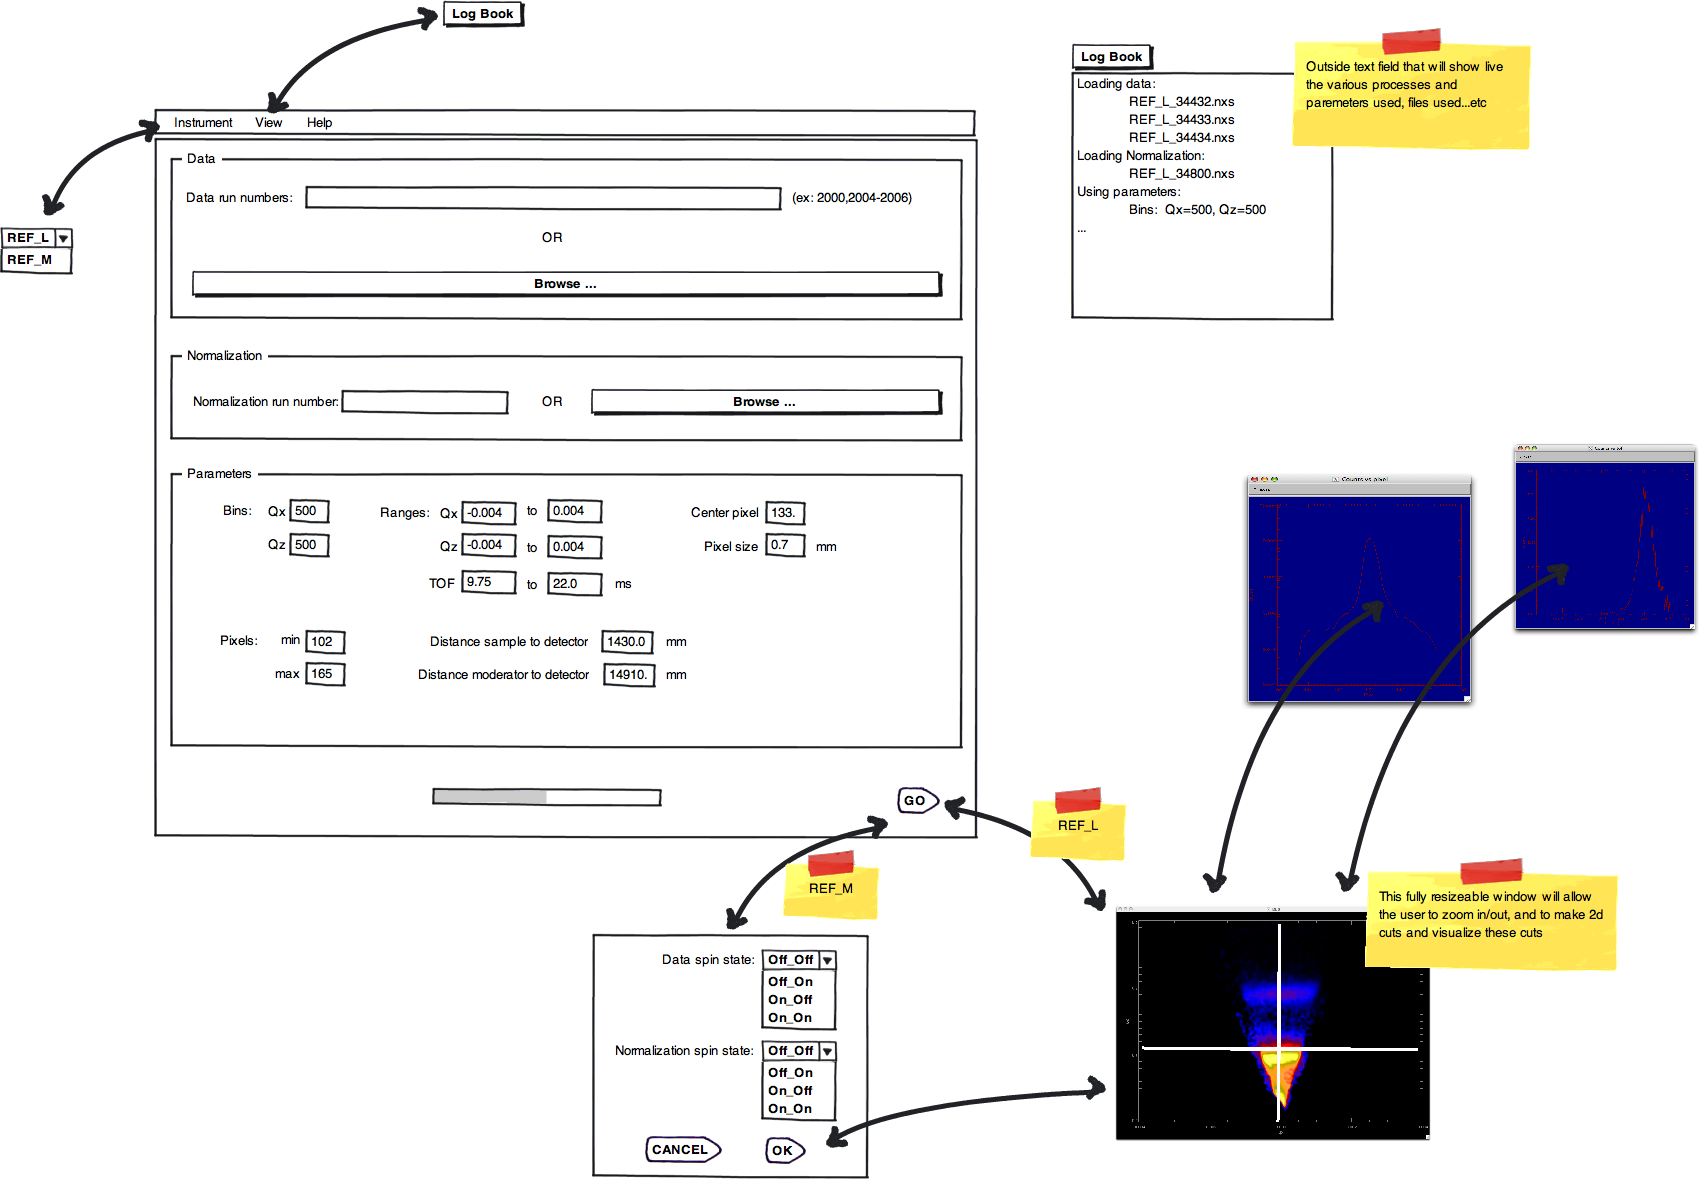 Log Book
Instrument View Help
REF_L
REF_M
Data
Data run numbers: (ex: 2000,2004-2006)
OR
Browse ...
Normalization
Normalization run number: OR Browse ...
Parameters
Bins: Qx 500 Ranges: Qx -0.004 to 0.004 Center pixel 133.
Qz 500 Qz -0.004 to 0.004 Pixel size 0.7 mm
TOF 9.75 to 22.0 ms
Pixels: min 102 Distance sample to detector 1430.0 mm
max 165 Distance moderator to detector 14910. mm
GO
Log Book
Loading data:
REF_L_34432.nxs
REF_L_34433.nxs
REF_L_34434.nxs
Loading Normalization:
REF_L_34800.nxs
Using parameters:
Bins: Qx=500, Qz=500
...
Outside text field that will show live
the various processes and
paremeters used, files used...etc
Counts vs pixel
REF_L
REF_M
This fully resizeable window will allow
the user to zoom in/out, and to make 2d
cuts and visualize these cuts
Data spin state: Off_Off
Off_On
On_Off
On_On
Normalization spin state: Off_Off
Off_On
On_Off
On_On
CANCEL OK